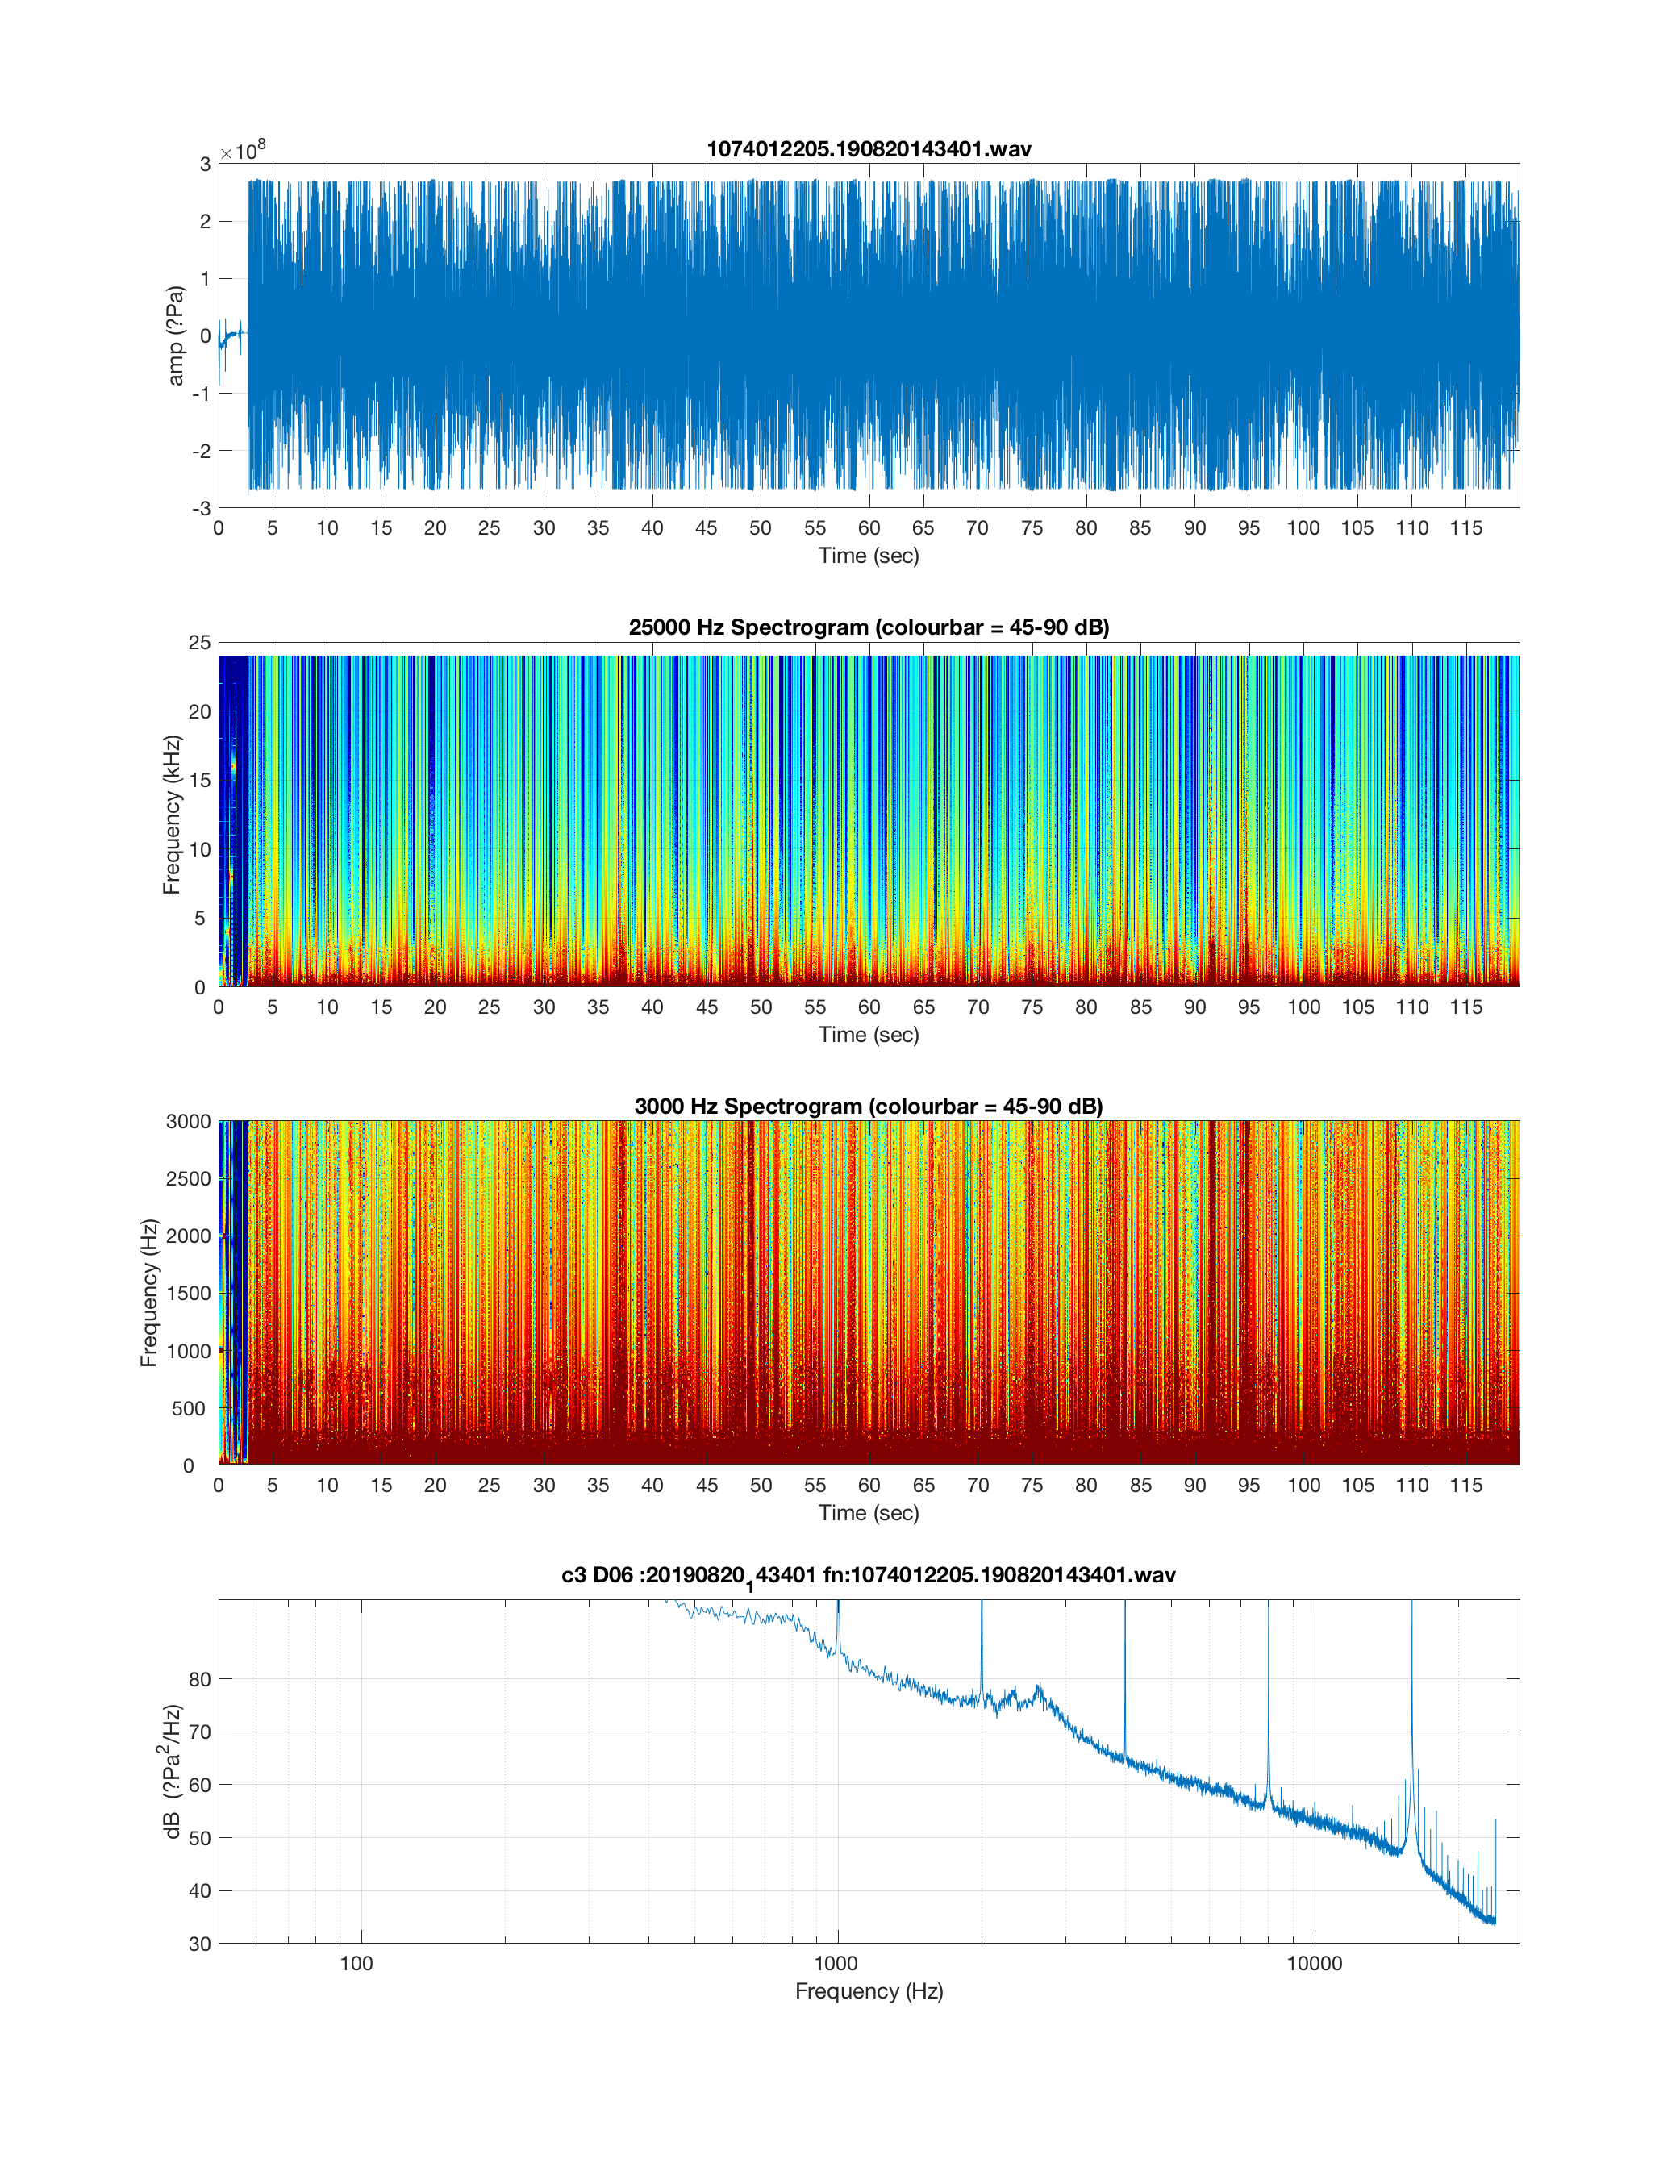 1074012205.190820143401.wav
×10^8
3
2
1
0
-1
-2
-3
amp (?Pa)
0 5 10 15 20 25 30 35 40 45 50 55 60 65 70 75 80 85 90 95 100 105 110 115
Time (sec)
25000 Hz Spectrogram (colourbar = 45-90 dB)
25
20
15
10
5
0
Frequency (kHz)
0 5 10 15 20 25 30 35 40 45 50 55 60 65 70 75 80 85 90 95 100 105 110 115
Time (sec)
3000 Hz Spectrogram (colourbar = 45-90 dB)
3000
2500
2000
1500
1000
500
0
Frequency (Hz)
0 5 10 15 20 25 30 35 40 45 50 55 60 65 70 75 80 85 90 95 100 105 110 115
Time (sec)
c3 D06 :20190820_143401 fn:1074012205.190820143401.wav
80
70
60
50
40
30
dB (?Pa²/Hz)
100 1000 10000
Frequency (Hz)